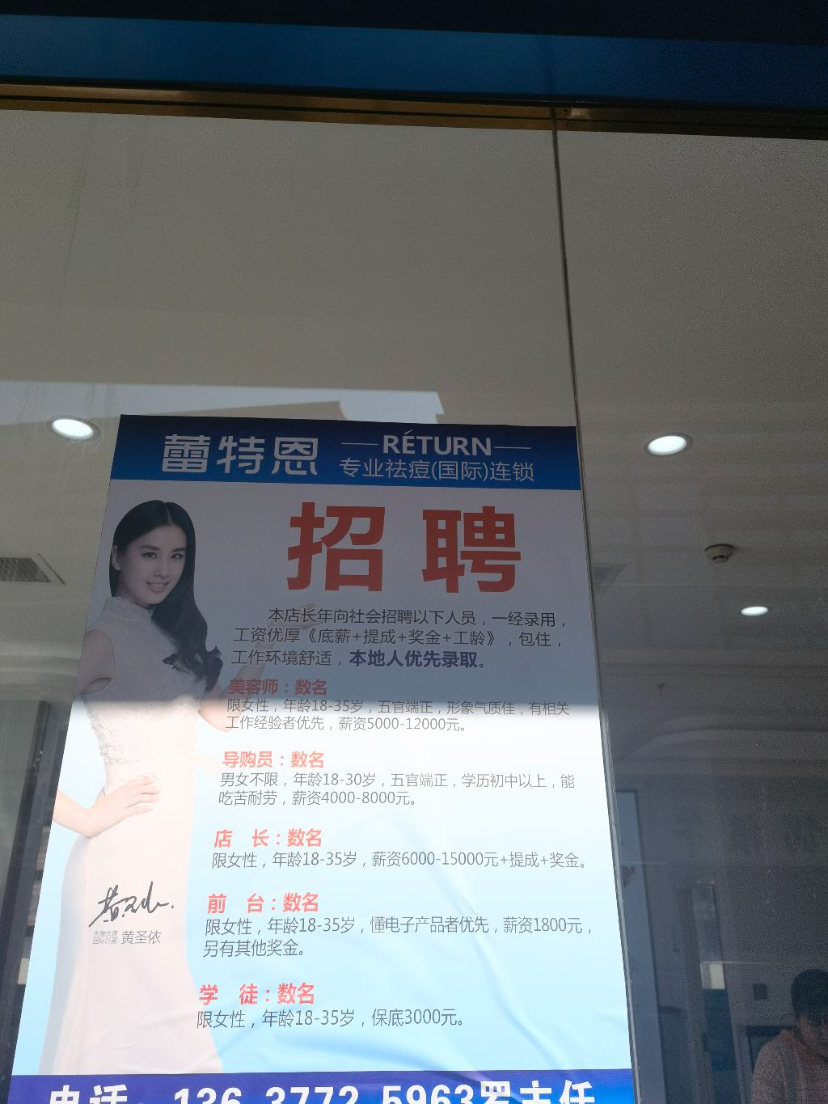 蕾特恩
RÉTURN
专业祛痘(国际)连锁
招聘
本店长年向社会招聘以下人员，一经录用，
工资优厚《底薪+提成+奖金+工龄》，包住，
工作环境舒适，本地人优先录取。
美容师：数名
限女性，年龄18-35岁，五官端正，形象气质佳，有相关
工作经验者优先，薪资5000-12000元。
导购员：数名
男女不限，年龄18-30岁，五官端正，学历初中以上，能
吃苦耐劳，薪资4000-8000元。
店 长：数名
限女性，年龄18-35岁，薪资6000-15000元+提成+奖金。
前 台：数名
限女性，年龄18-35岁，懂电子产品者优先，薪资1800元，
另有其他奖金。
黄圣依
学 徒：数名
限女性，年龄18-35岁，保底3000元。
电话：136 3772 5963罗主任